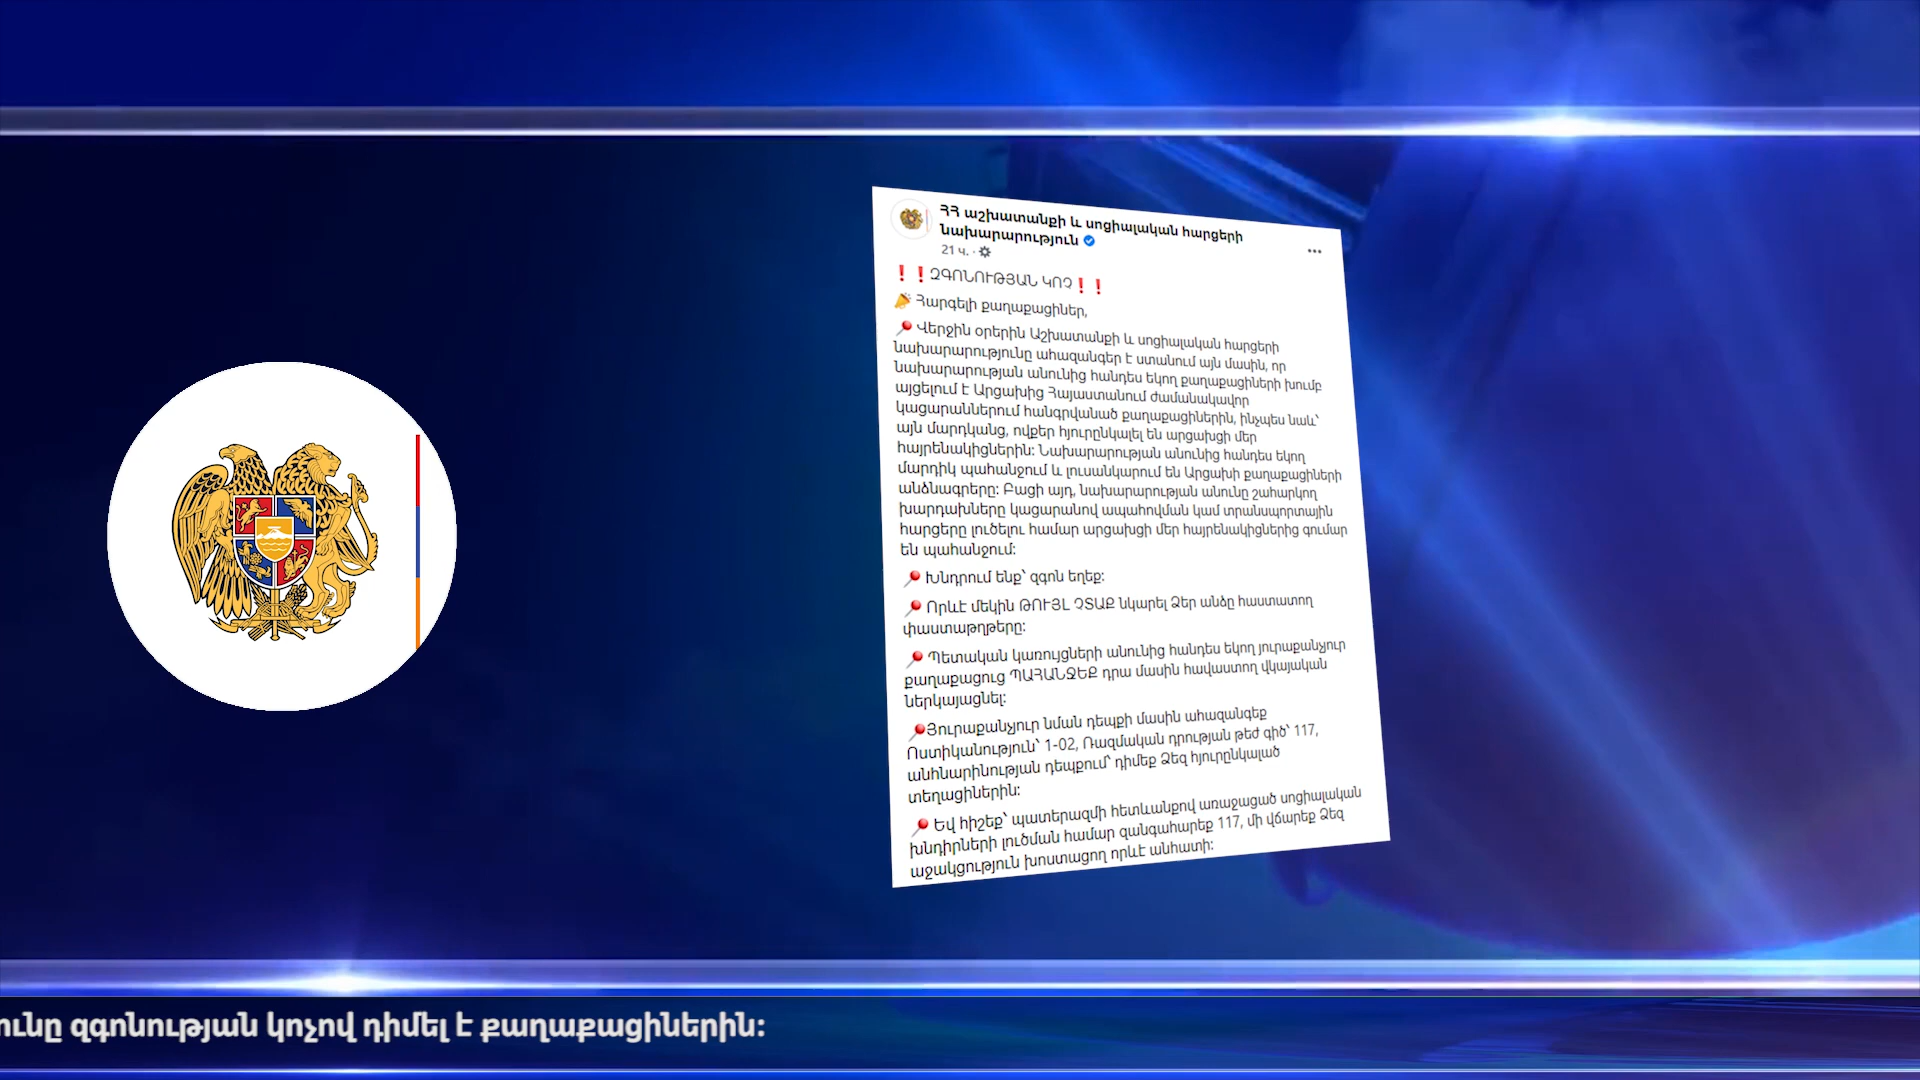 ՀՀ աշխատանքի և սոցիալական հարցերի
նախարարություն
21 ժ. ·
❗❗ԶԳՈՆՈՒԹՅԱՆ ԿՈՉ❗❗
🎉 Հարգելի քաղաքացիներ,
📍 Վերջին օրերին Աշխատանքի և սոցիալական հարցերի
նախարարությունը ահազանգեր է ստանում այն մասին, որ
նախարարության անունից հանդես եկող քաղաքացիների խումբ
այցելում է Արցախից Հայաստանում ժամանակավոր
կացարաններում հանգրվանած քաղաքացիներին, ինչպես նաև՝
այն մարդկանց, ովքեր հյուրընկալել են արցախցի մեր
հայրենակիցներին: Նախարարության անունից հանդես եկող
մարդիկ պահանջում և լուսանկարում են Արցախի քաղաքացիների
անձնագրերը: Բացի այդ, նախարարության անունը շահարկող
խարդախները կացարանով ապահովման կամ տրանսպորտային
հարցերը լուծելու համար արցախցի մեր հայրենակիցներից գումար
են պահանջում:
📍 Խնդրում ենք՝ զգոն եղեք:
📍 Որևէ մեկին ԹՈՒՅԼ ՉՏԱՔ նկարել Ձեր անձը հաստատող
փաստաթղթերը:
📍 Պետական կառույցների անունից հանդես եկող յուրաքանչյուր
քաղաքացուց ՊԱՀԱՆՋԵՔ դրա մասին հավաստող վկայական
ներկայացնել:
📍Յուրաքանչյուր նման դեպքի մասին ահազանգեք
Ոստիկանություն՝ 1-02, Ռազմական դրության թեժ գիծ՝ 117,
անհնարինության դեպքում՝ դիմեք Ձեզ հյուրընկալած
տեղացիներին:
📍 Եվ հիշեք՝ պատերազմի հետևանքով առաջացած սոցիալական
խնդիրների լուծման համար զանգահարեք 117, մի վճարեք Ձեզ
աջակցություն խոստացող որևէ անհատի:
ունը զգոնության կոչով դիմել է քաղաքացիներին: